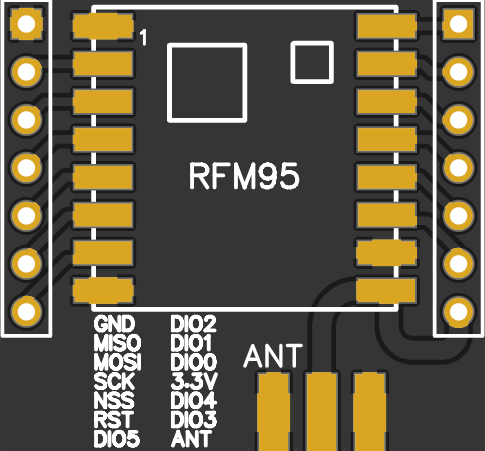 1
RFM95
GND DIO2
MISO DIO1
MOSI DIO0
SCK 3.3V
NSS DIO4
RST DIO3
DIO5 ANT
ANT